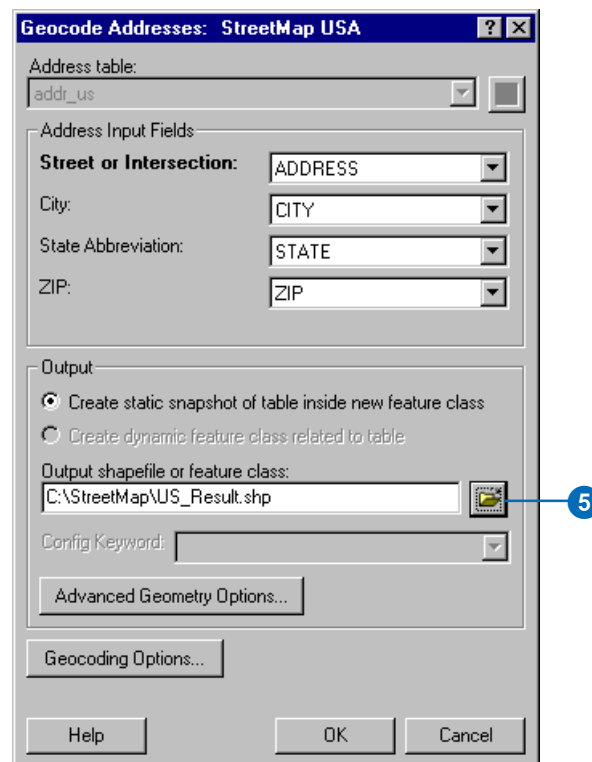 Geocode Addresses: StreetMap USA
Address table:
addr_us
Address Input Fields
Street or Intersection: ADDRESS
City: CITY
State Abbreviation: STATE
ZIP: ZIP
Output
Create static snapshot of table inside new feature class
Create dynamic feature class related to table
Output shapefile or feature class:
C:\StreetMap\US_Result.shp
5
Config Keyword:
Advanced Geometry Options...
Geocoding Options...
Help OK Cancel